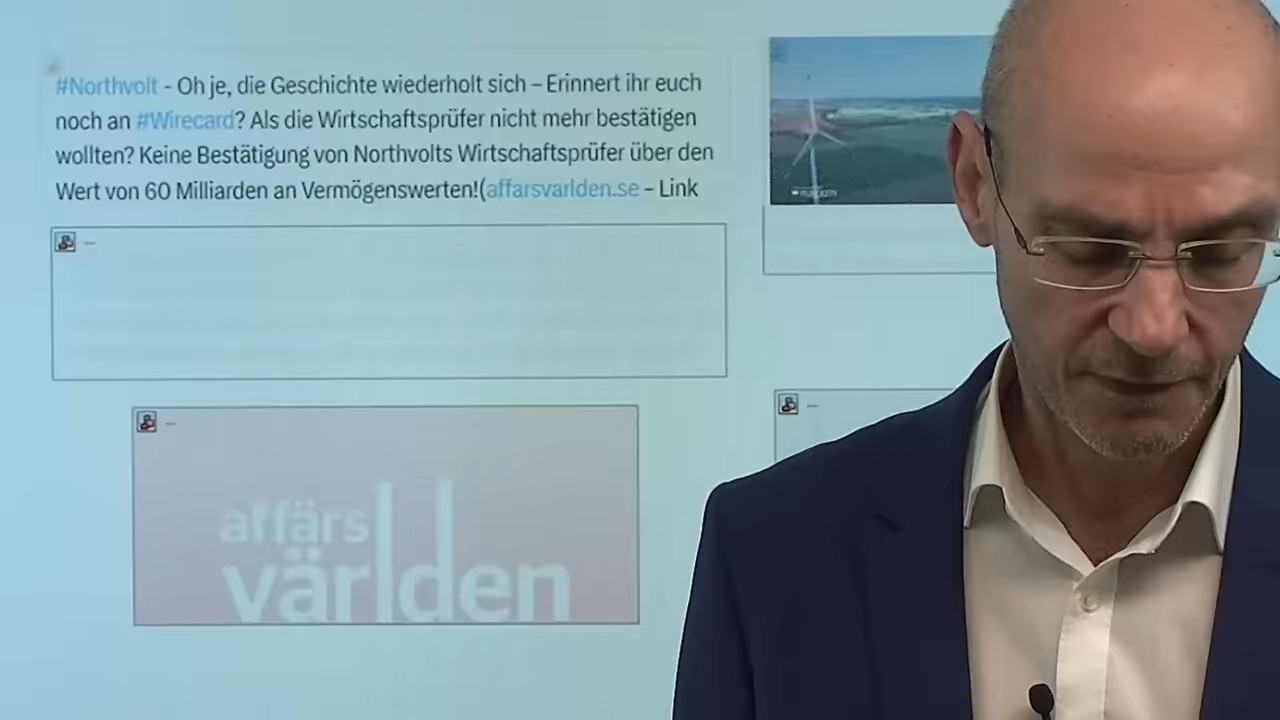 #Northvolt - Oh je, die Geschichte wiederholt sich – Erinnert ihr euch
noch an #Wirecard? Als die Wirtschaftsprüfer nicht mehr bestätigen
wollten? Keine Bestätigung von Northvolts Wirtschaftsprüfer über den
Wert von 60 Milliarden an Vermögenswerten!(affarsvarlden.se – Link
affärs
världen